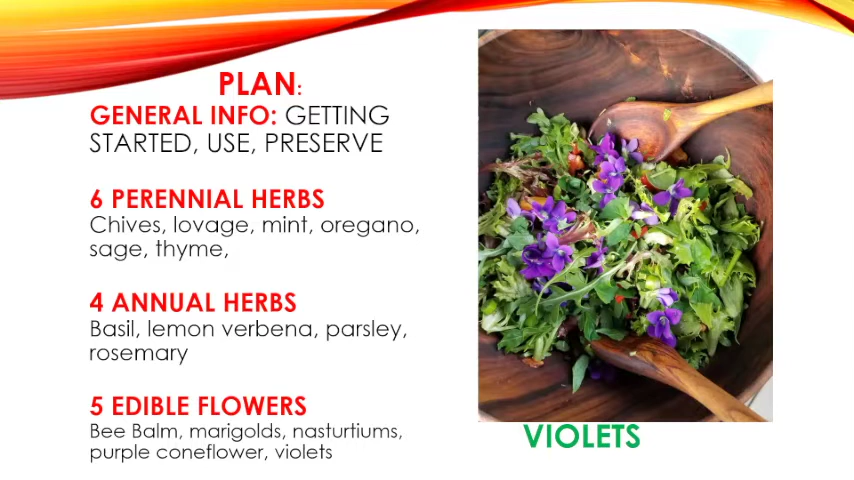 PLAN:
GENERAL INFO: GETTING
STARTED, USE, PRESERVE
6 PERENNIAL HERBS
Chives, lovage, mint, oregano,
sage, thyme,
4 ANNUAL HERBS
Basil, lemon verbena, parsley,
rosemary
5 EDIBLE FLOWERS
Bee Balm, marigolds, nasturtiums,
purple coneflower, violets
VIOLETS